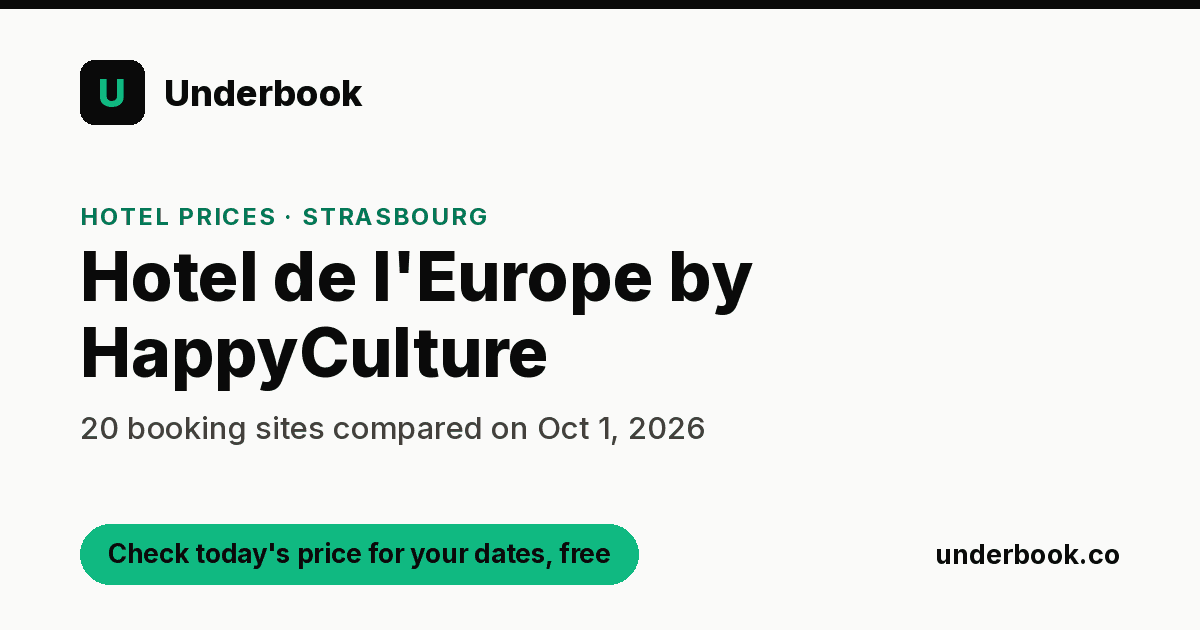 U
Underbook
HOTEL PRICES · STRASBOURG
Hotel de l'Europe by
HappyCulture
20 booking sites compared on Oct 1, 2026
Check today's price for your dates, free
underbook.co